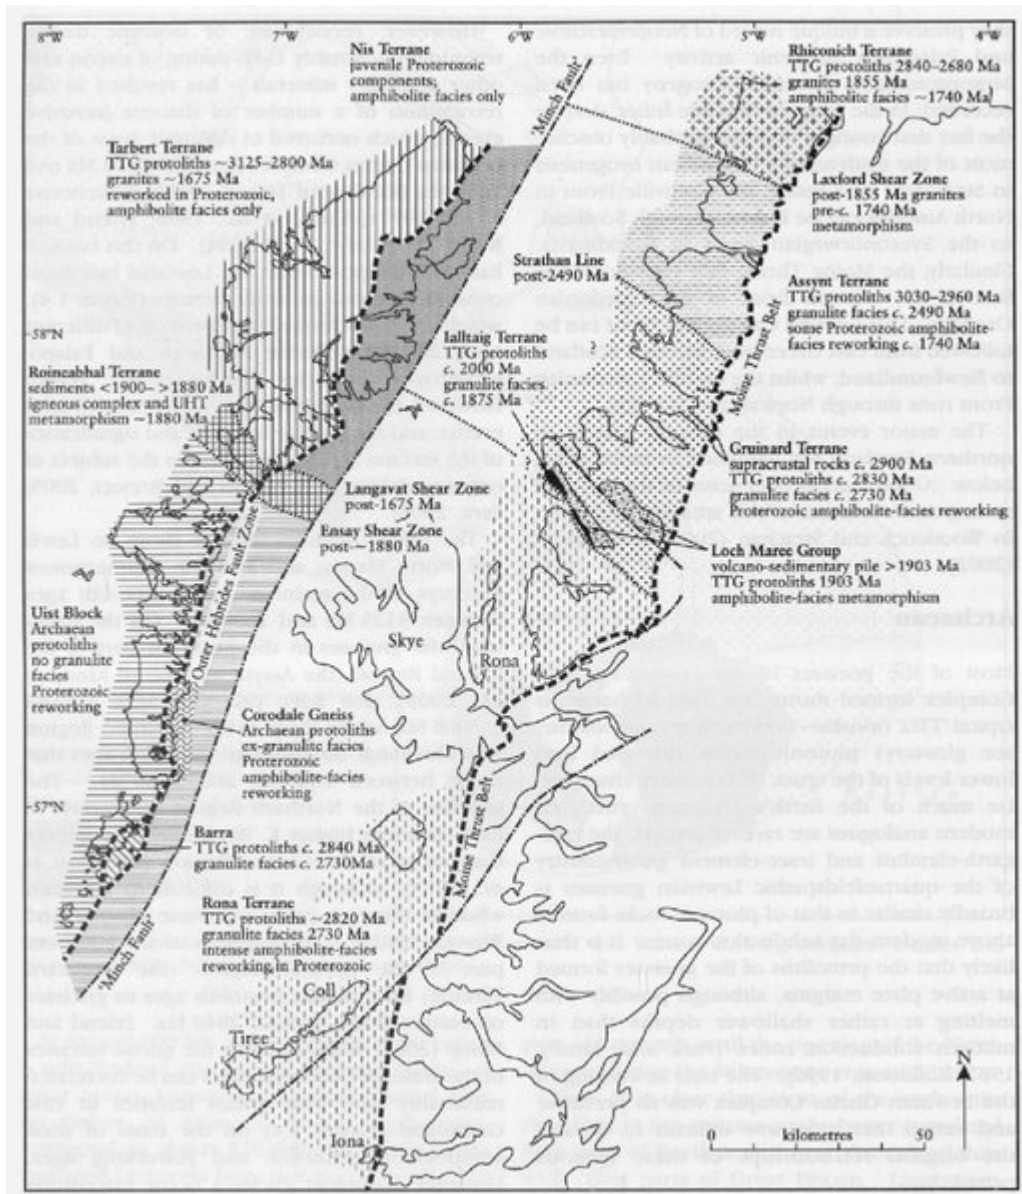 8°W
7°W
6°W
5°W
4°W
Nis Terrane
juvenile Proterozoic
components,
amphibolite facies only
Minch Fault
Rhiconich Terrane
TTG protoliths 2840–2680 Ma
granites 1855 Ma
amphibolite facies ~1740 Ma
Tarbert Terrane
TTG protoliths ~3125–2800 Ma
granites ~1675 Ma
reworked in Proterozoic,
amphibolite facies only
Laxford Shear Zone
post-1855 Ma granites
pre-c. 1740 Ma
metamorphism
Strathan Line
post-2490 Ma
Assynt Terrane
TTG protoliths 3030–2960 Ma
granulite facies c. 2490 Ma
some Proterozoic amphibolite
facies reworking c. 1740 Ma
58°N
Ialltaig Terrane
TTG protoliths
c. 2000 Ma
granulite facies
c. 1875 Ma
?
Moine Thrust Belt
Roineabhal Terrane
sediments <1900– >1880 Ma
igneous complex and UHT
metamorphism ~1880 Ma
Gruinard Terrane
supracrustal rocks c. 2900 Ma
TTG protoliths c. 2830 Ma
granulite facies c. 2730 Ma
Proterozoic amphibolite-facies reworking
Langavat Shear Zone
post-1675 Ma
Ensay Shear Zone
post-~1880 Ma
Loch Maree Group
volcano-sedimentary pile >1903 Ma
TTG protoliths 1903 Ma
amphibolite-facies metamorphism
Outer Hebrides Fault Zone
Uist Block
Archaean
protoliths
no granulite
facies
Proterozoic
reworking
Skye
Rona
Corodale Gneiss
Archaean protoliths
ex-granulite facies
Proterozoic
amphibolite-facies
reworking
57°N
Barra
TTG protoliths c. 2840 Ma
granulite facies c. 2730Ma
Moine Thrust Belt
Rona Terrane
TTG protoliths ~2820 Ma
granulite facies 2730 Ma
intense amphibolite-facies
reworking in Proterozoic
Minch Fault
Coll
Tiree
Iona
N
0 kilometres 50